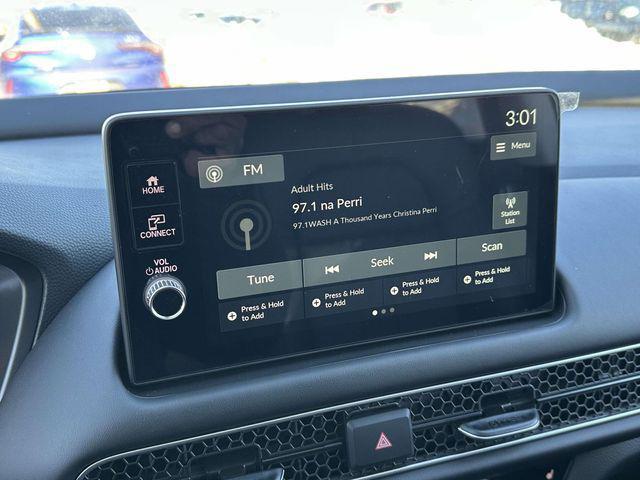 3:01
FM
Menu
HOME
Adult Hits
97.1 na Perri
97.1WASH A Thousand Years Christina Perri
Station
List
CONNECT
VOL
AUDIO
Tune
Seek
Scan
Press & Hold
to Add
Press & Hold
to Add
Press & Hold
to Add
Press & Hold
to Add